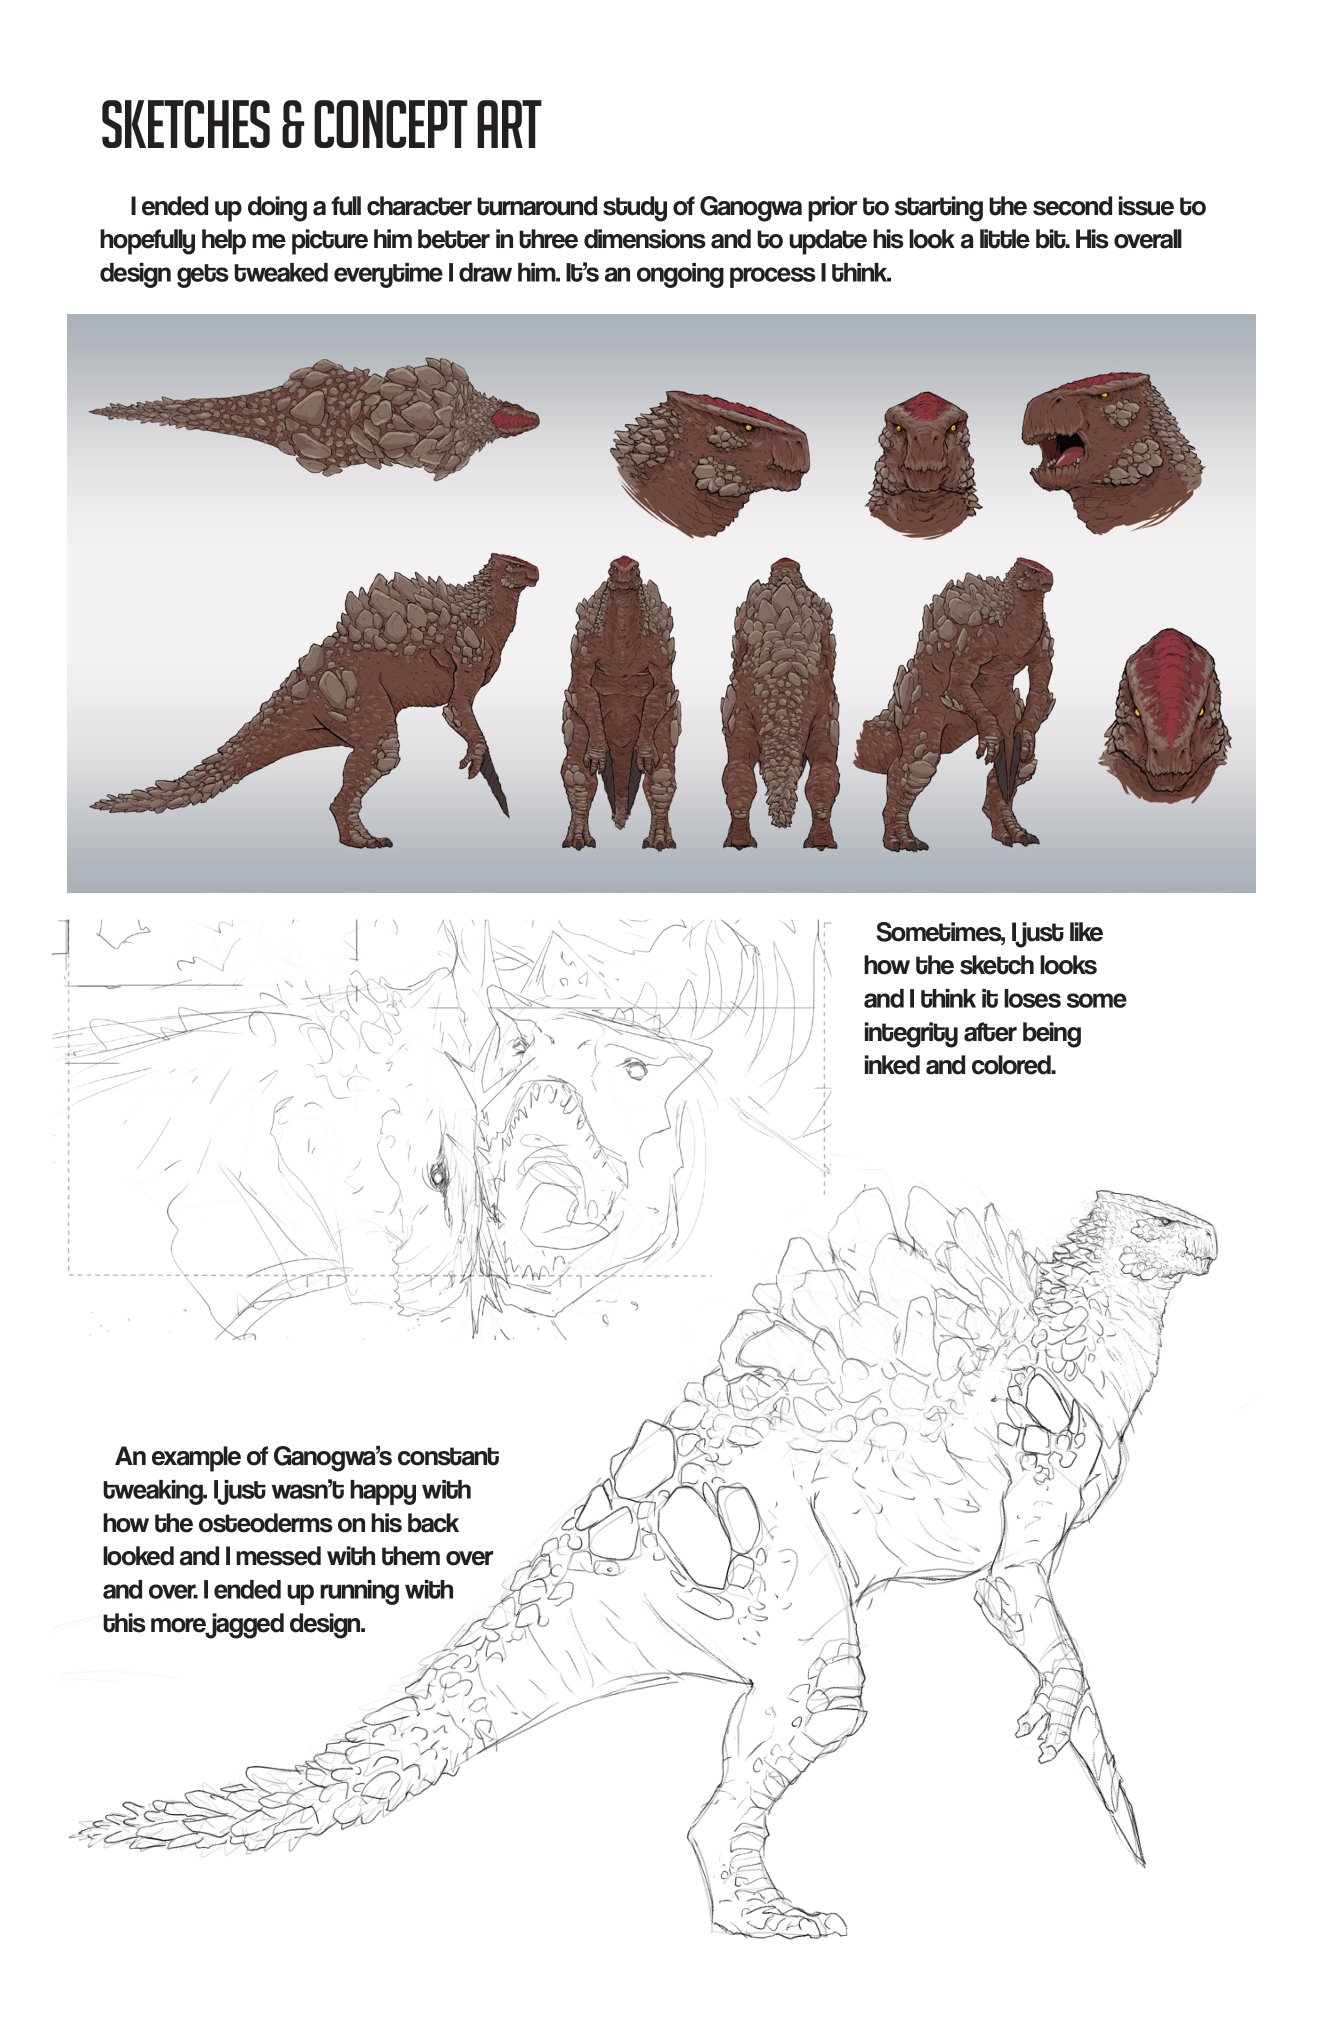 SKETCHES & CONCEPT ART
I ended up doing a full character turnaround study of Ganogwa prior to starting the second issue to
hopefully help me picture him better in three dimensions and to update his look a little bit. His overall
design gets tweaked everytime I draw him. It's an ongoing process I think.
Sometimes, I just like
how the sketch looks
and I think it loses some
integrity after being
inked and colored.
An example of Ganogwa's constant
tweaking. I just wasn't happy with
how the osteoderms on his back
looked and I messed with them over
and over. I ended up running with
this more jagged design.